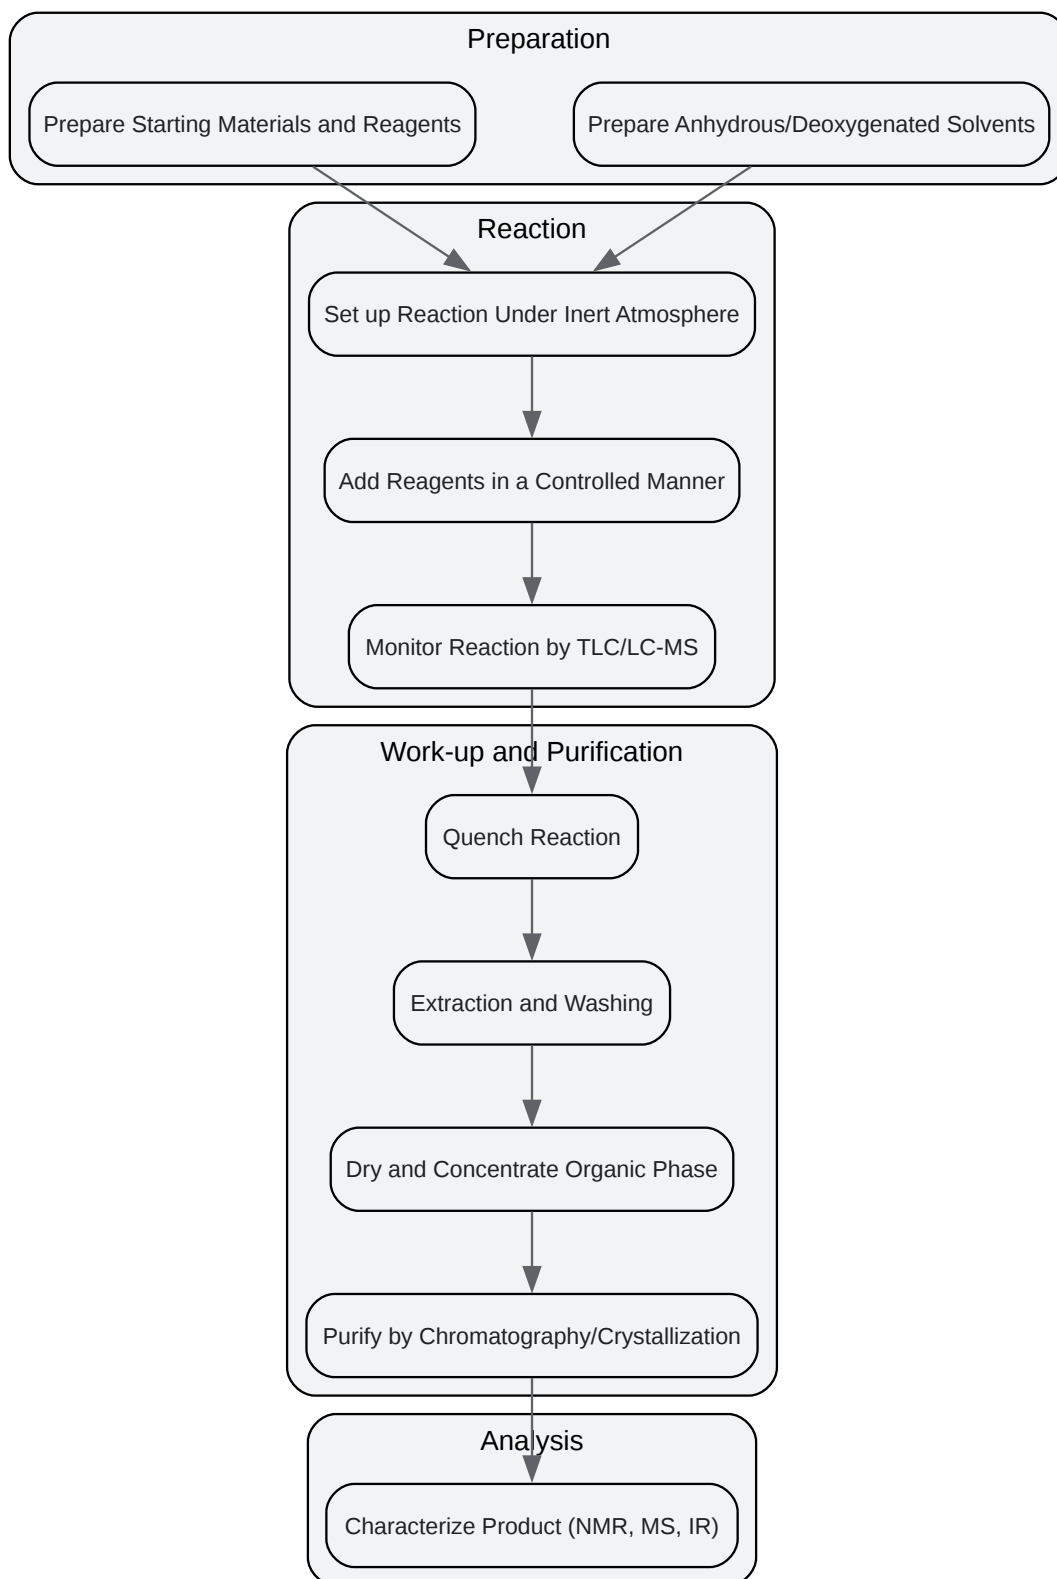 Preparation
Prepare Starting Materials and Reagents
Prepare Anhydrous/Deoxygenated Solvents
Reaction
Set up Reaction Under Inert Atmosphere
Add Reagents in a Controlled Manner
Monitor Reaction by TLC/LC-MS
Work-up and Purification
Quench Reaction
Extraction and Washing
Dry and Concentrate Organic Phase
Purify by Chromatography/Crystallization
Analysis
Characterize Product (NMR, MS, IR)